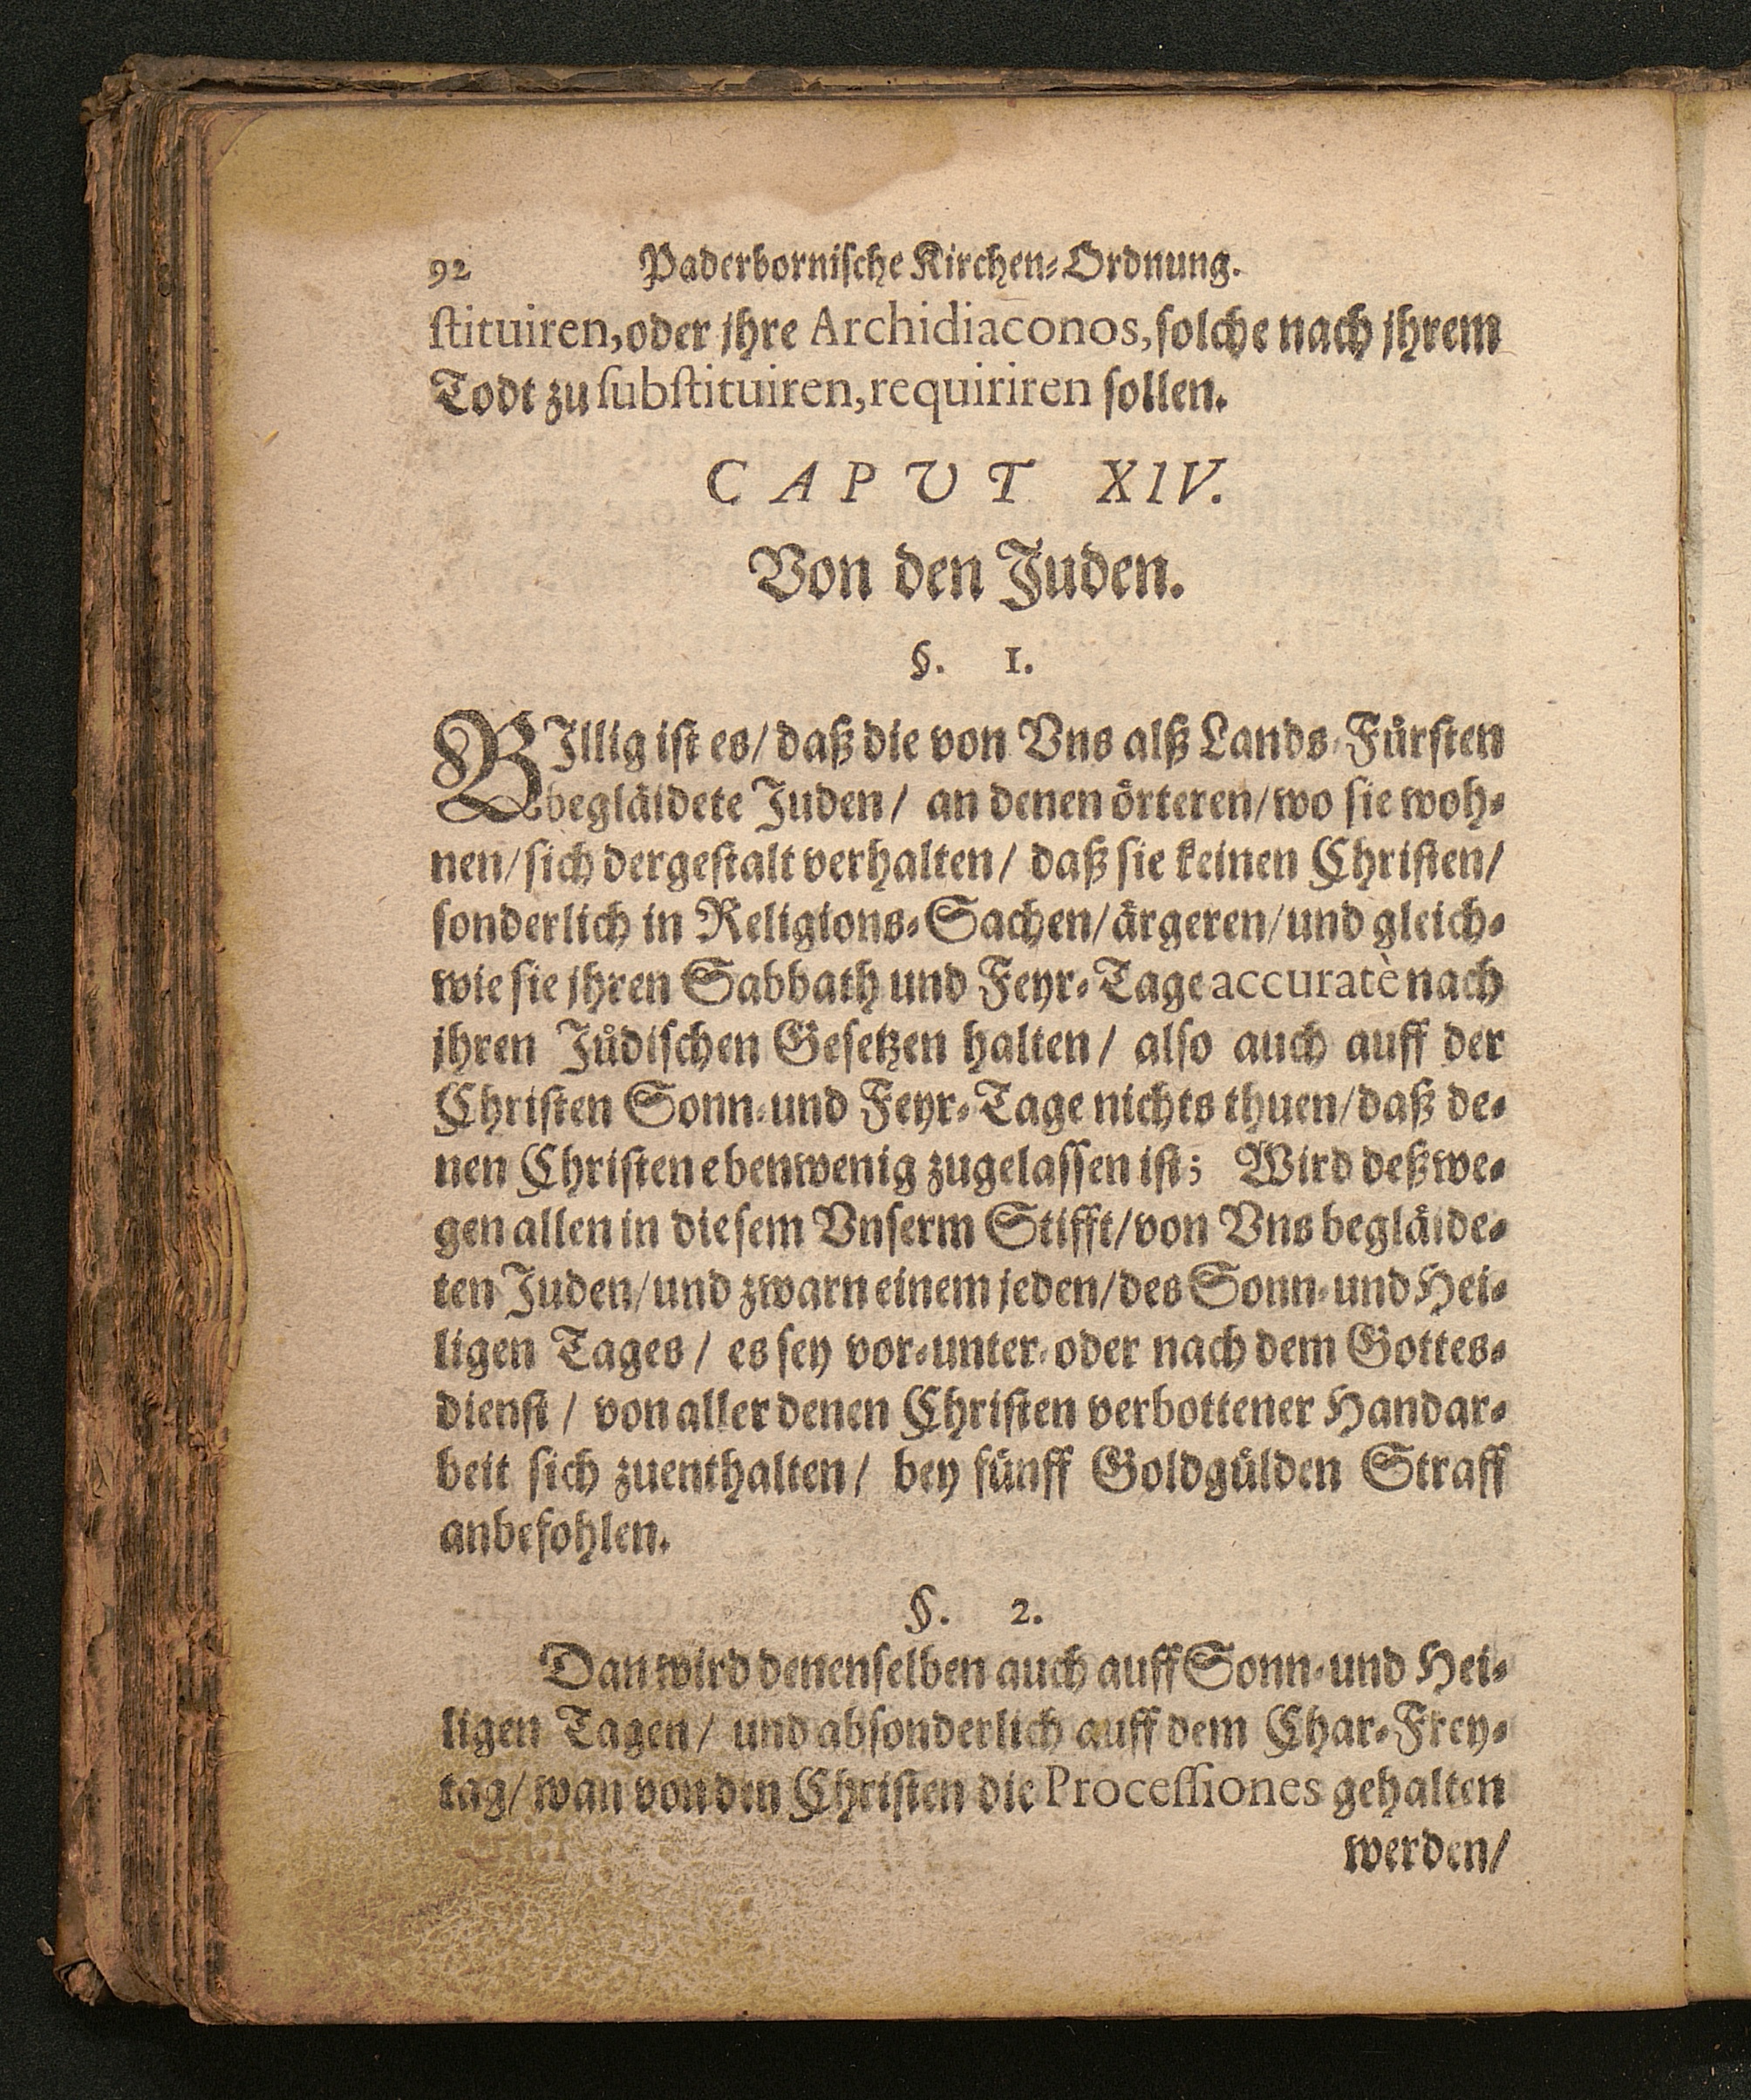 92 Paderbornische Kirchen-Ordnung.
stituiren, oder ihre Archidiaconos, solche nach ihrem
Todt zu substituiren, requiriren sollen.
CAPUT XIV.
Von den Juden.
§. 1.
BIllig ist es/ daß die von Vns alß Lands-Fürsten
begläidete Juden/ an denen örteren/ wo sie woh-
nen/ sich dergestalt verhalten/ daß sie keinen Christen/
sonderlich in Religions-Sachen/ ärgeren/ und gleich-
wie sie ihren Sabbath und Feyr-Tage accuratè nach
ihren Jüdischen Gesetzen halten/ also auch auff der
Christen Sonn-und Feyr-Tage nichts thuen/ daß de-
nen Christen ebenwenig zugelassen ist; Wird deßwe-
gen allen in diesem Vnserm Stifft/ von Vns begläide-
ten Juden/ und zwarn einem jeden/ des Sonn-und Hei-
ligen Tages/ es sey vor-unter-oder nach dem Gottes-
dienst/ von aller denen Christen verbottener Handar-
beit sich zuenthalten/ bey fünff Goldgülden Straff
anbefohlen.
§. 2.
Dan wird denenselben auch auff Sonn-und Hei-
ligen Tagen/ und absonderlich auff dem Char-Frey-
tag/ wan von den Christen die Processiones gehalten
werden/